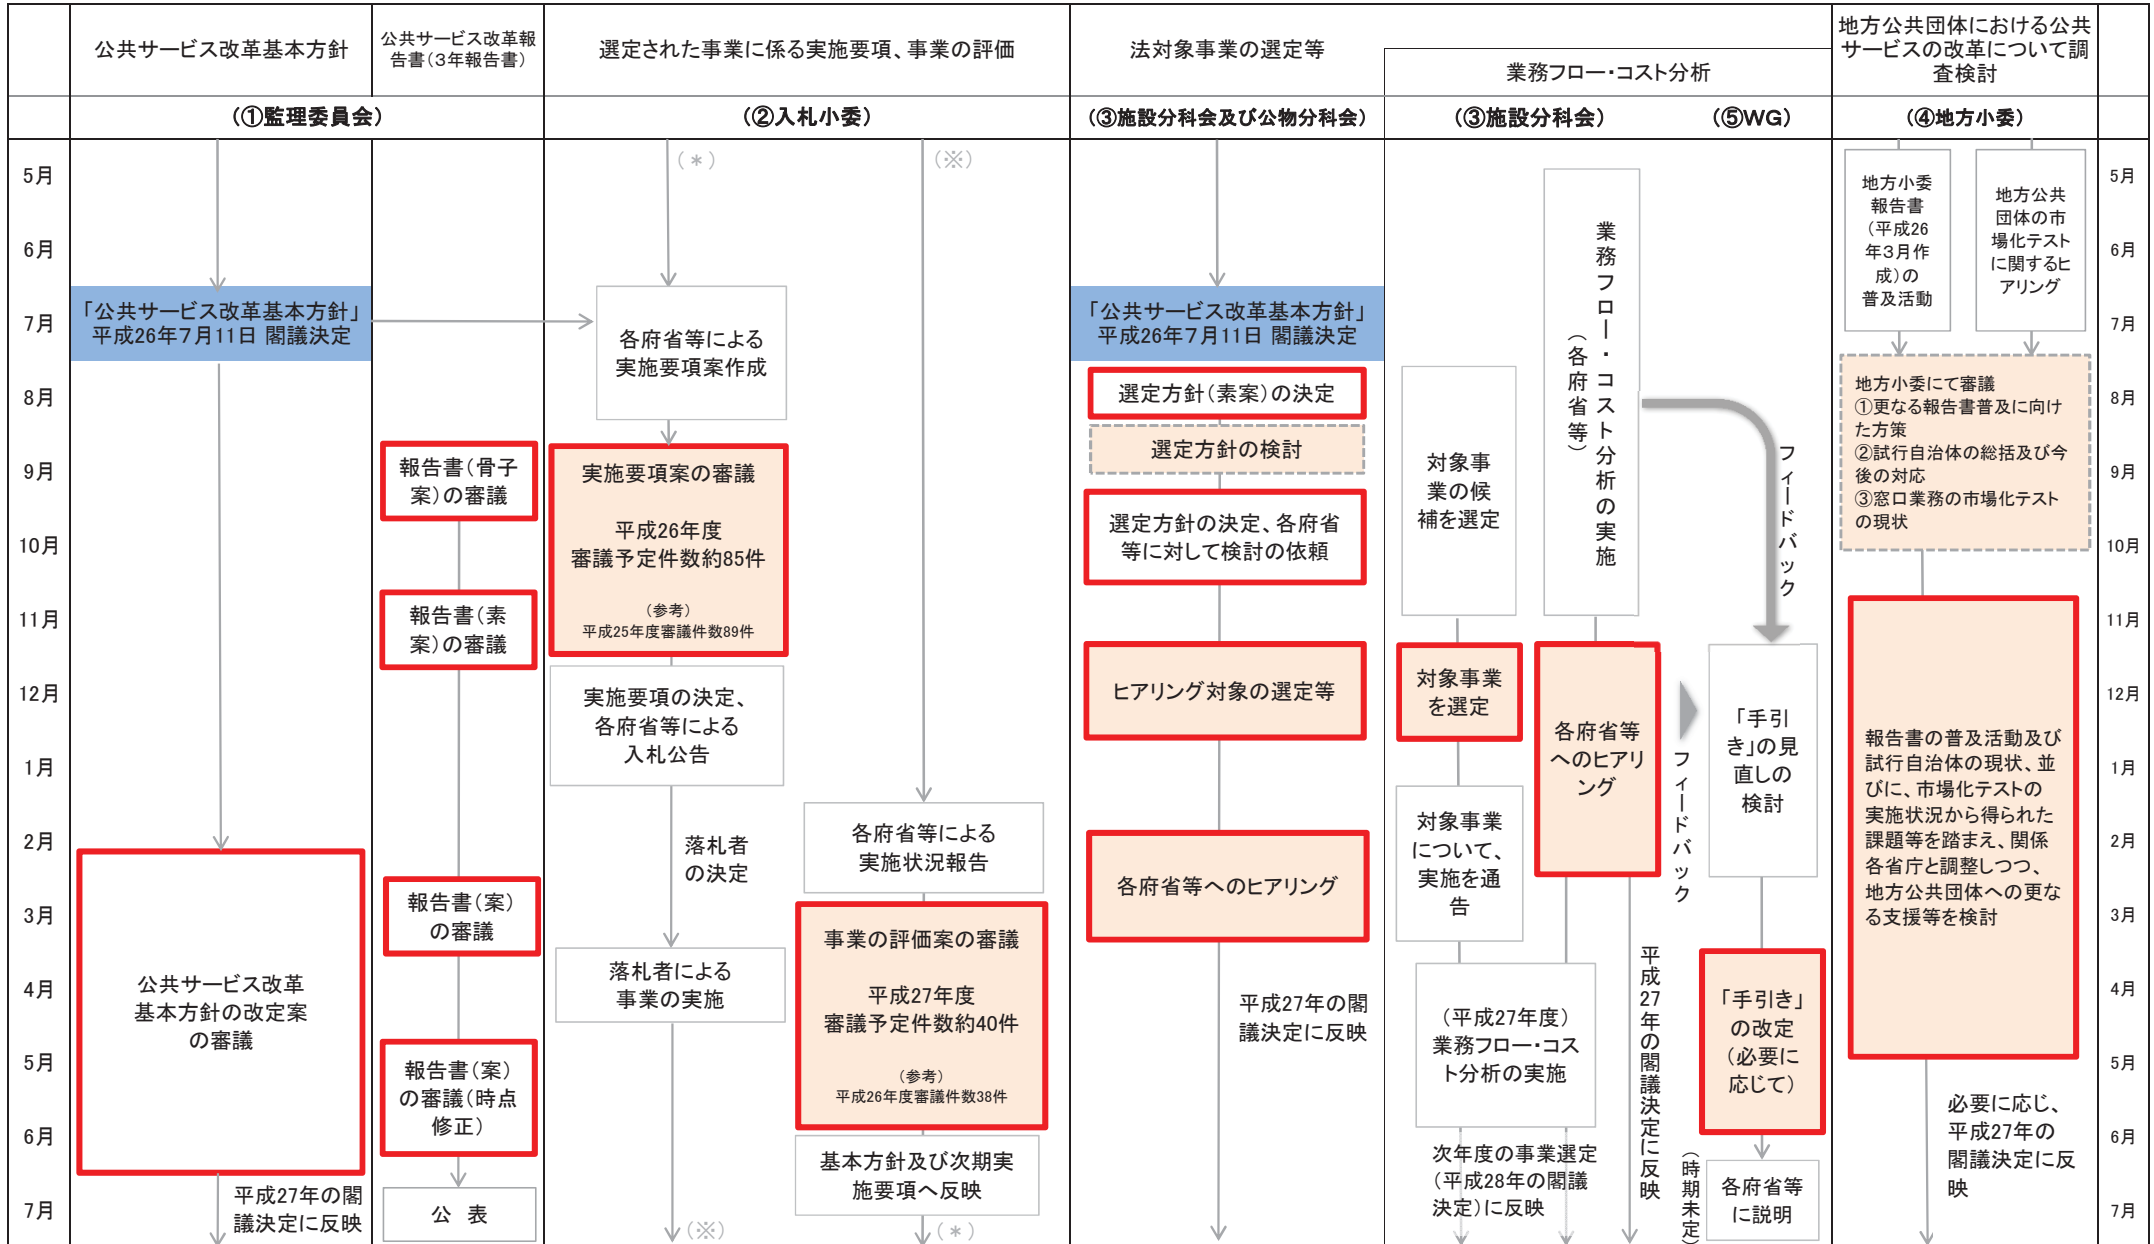 公共サービス改革基本方針
公共サービス改革報
告書(3年報告書)
選定された事業に係る実施要項、事業の評価
法対象事業の選定等
業務フロー・コスト分析
地方公共団体における公共
サービスの改革について調
査検討
(①監理委員会)
(②入札小委)
(③施設分科会及び公物分科会)
(③施設分科会)
(⑤WG)
(④地方小委)
5月
6月
7月
8月
9月
10月
11月
12月
1月
2月
3月
4月
5月
6月
7月
「公共サービス改革基本方針」
平成26年7月11日 閣議決定
公共サービス改革
基本方針の改定案
の審議
平成27年の閣
議決定に反映
報告書(骨子
案)の審議
報告書(素
案)の審議
報告書(案)
の審議
報告書(案)
の審議(時点
修正)
公 表
(*)
各府省等による
実施要項案作成
実施要項案の審議
平成26年度
審議予定件数約85件
(参考)
平成25年度審議件数89件
実施要項の決定、
各府省等による
入札公告
落札者
の決定
落札者による
事業の実施
(※)
(※)
各府省等による
実施状況報告
事業の評価案の審議
平成27年度
審議予定件数約40件
(参考)
平成26年度審議件数38件
基本方針及び次期実
施要項へ反映
(*)
「公共サービス改革基本方針」
平成26年7月11日 閣議決定
選定方針(素案)の決定
選定方針の検討
選定方針の決定、各府省
等に対して検討の依頼
ヒアリング対象の選定等
各府省等へのヒアリング
平成27年の閣
議決定に反映
対象事
業の候
補を選定
対象事業
を選定
対象事業
について、
実施を通
告
(平成27年度)
業務フロー・コス
ト分析の実施
次年度の事業選定
(平成28年の閣議
決定)に反映
業務フロー・コスト分析の実施
(各府省等)
各府省等
へのヒアリ
ング
平成27年の閣議決定に反映
フィードバック
フィードバック
「手引
き」の見
直しの
検討
「手引き」
の改定
(必要に
応じて)
(時期未定)
各府省等
に説明
地方小委
報告書
(平成26
年3月作
成)の
普及活動
地方公共
団体の市
場化テスト
に関するヒ
アリング
地方小委にて審議
①更なる報告書普及に向け
た方策
②試行自治体の総括及び今
後の対応
③窓口業務の市場化テスト
の現状
報告書の普及活動及び
試行自治体の現状、並
びに、市場化テストの
実施状況から得られた
課題等を踏まえ、関係
各省庁と調整しつつ、
地方公共団体への更な
る支援等を検討
必要に応じ、
平成27年の
閣議決定に反
映
5月
6月
7月
8月
9月
10月
11月
12月
1月
2月
3月
4月
5月
6月
7月